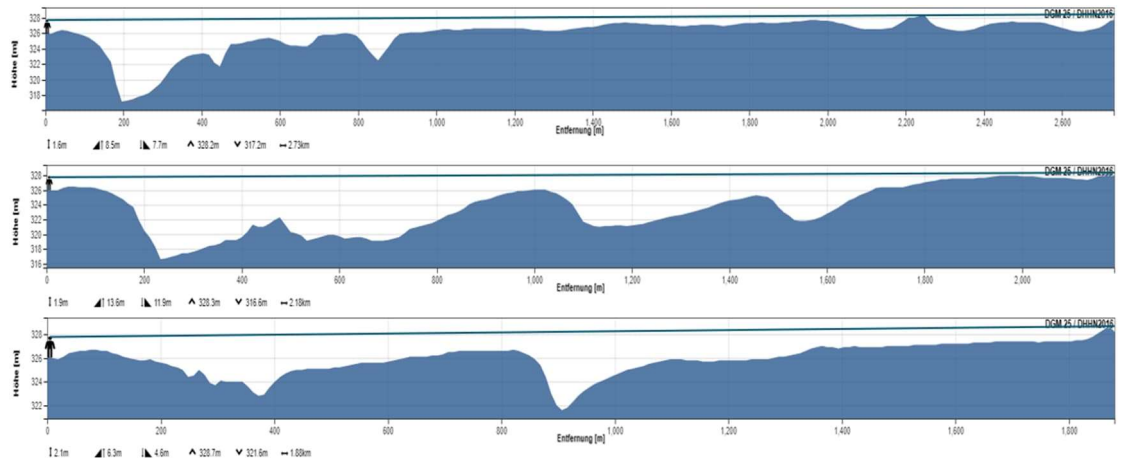 DGM 25 / DHHN2016
328
326
324
322
320
318
Höhe [m]
0 200 400 600 800 1,000 1,200 1,400 1,600 1,800 2,000 2,200 2,400 2,600
Entfernung [m]
1.6m 8.5m 7.7m 328.2m 317.2m 2.73km
DGM 25 / DHHN2016
328
326
324
322
320
318
316
Höhe [m]
0 200 400 600 800 1,000 1,200 1,400 1,600 1,800 2,000
Entfernung [m]
1.9m 13.6m 11.9m 328.3m 316.6m 2.18km
DGM 25 / DHHN2016
328
326
324
322
Höhe [m]
0 200 400 600 800 1,000 1,200 1,400 1,600 1,800
Entfernung [m]
2.1m 6.3m 4.6m 328.7m 321.6m 1.88km